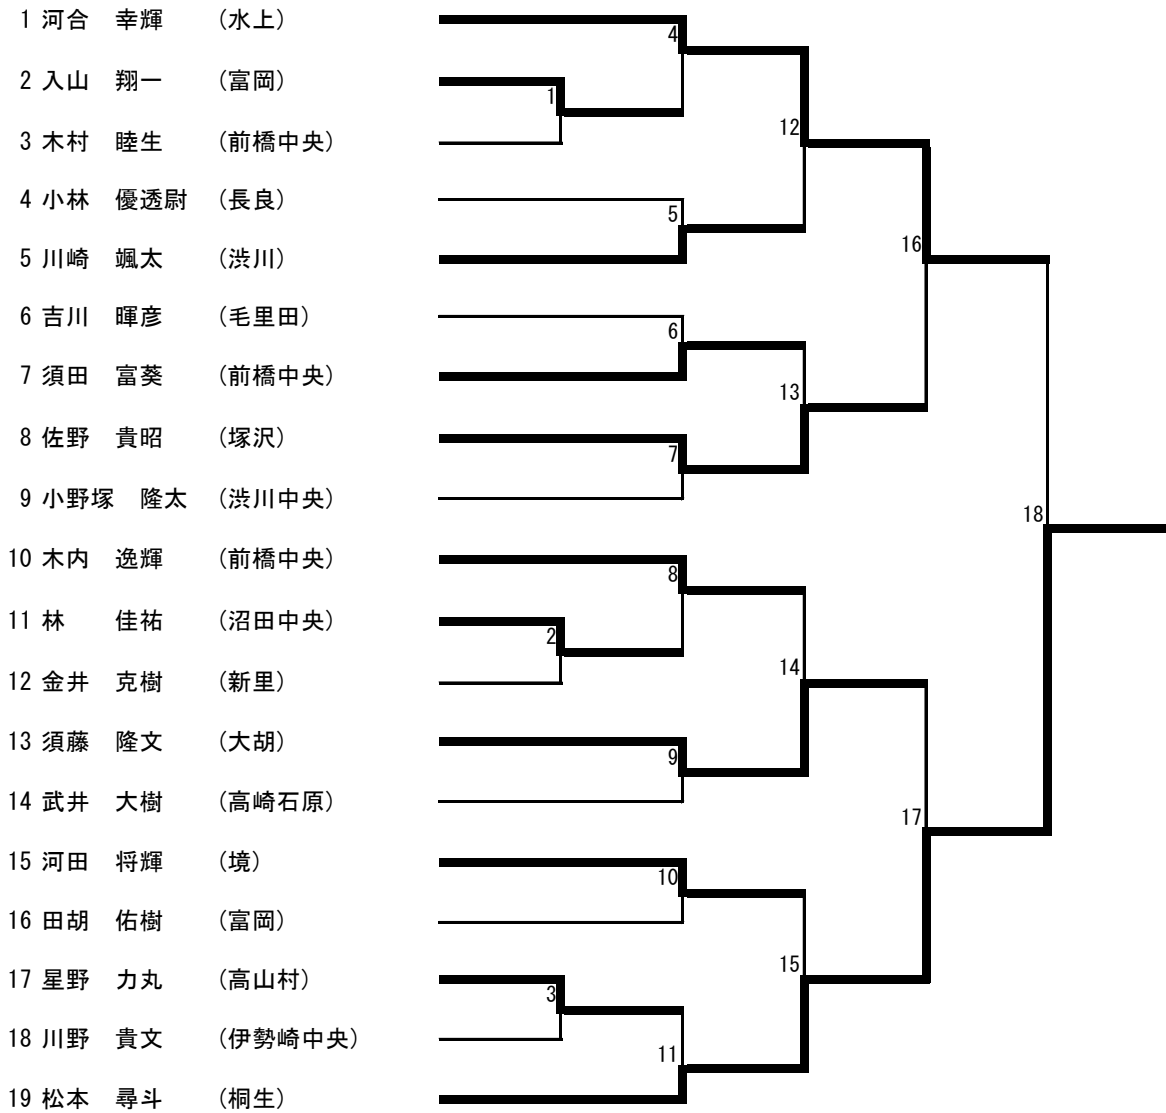 1 河合 幸輝 (水上)
4
2 入山 翔一 (富岡)
1
12
3 木村 睦生 (前橋中央)
4 小林 優透尉 (長良)
5
16
5 川崎 颯太 (渋川)
6 吉川 暉彦 (毛里田)
6
7 須田 富葵 (前橋中央)
13
8 佐野 貴昭 (塚沢)
7
9 小野塚 隆太 (渋川中央)
18
10 木内 逸輝 (前橋中央)
8
11 林 佳祐 (沼田中央)
2
14
12 金井 克樹 (新里)
13 須藤 隆文 (大胡)
9
14 武井 大樹 (高崎石原)
17
15 河田 将輝 (境)
10
16 田胡 佑樹 (富岡)
15
17 星野 力丸 (高山村)
3
18 川野 貴文 (伊勢崎中央)
11
19 松本 尋斗 (桐生)